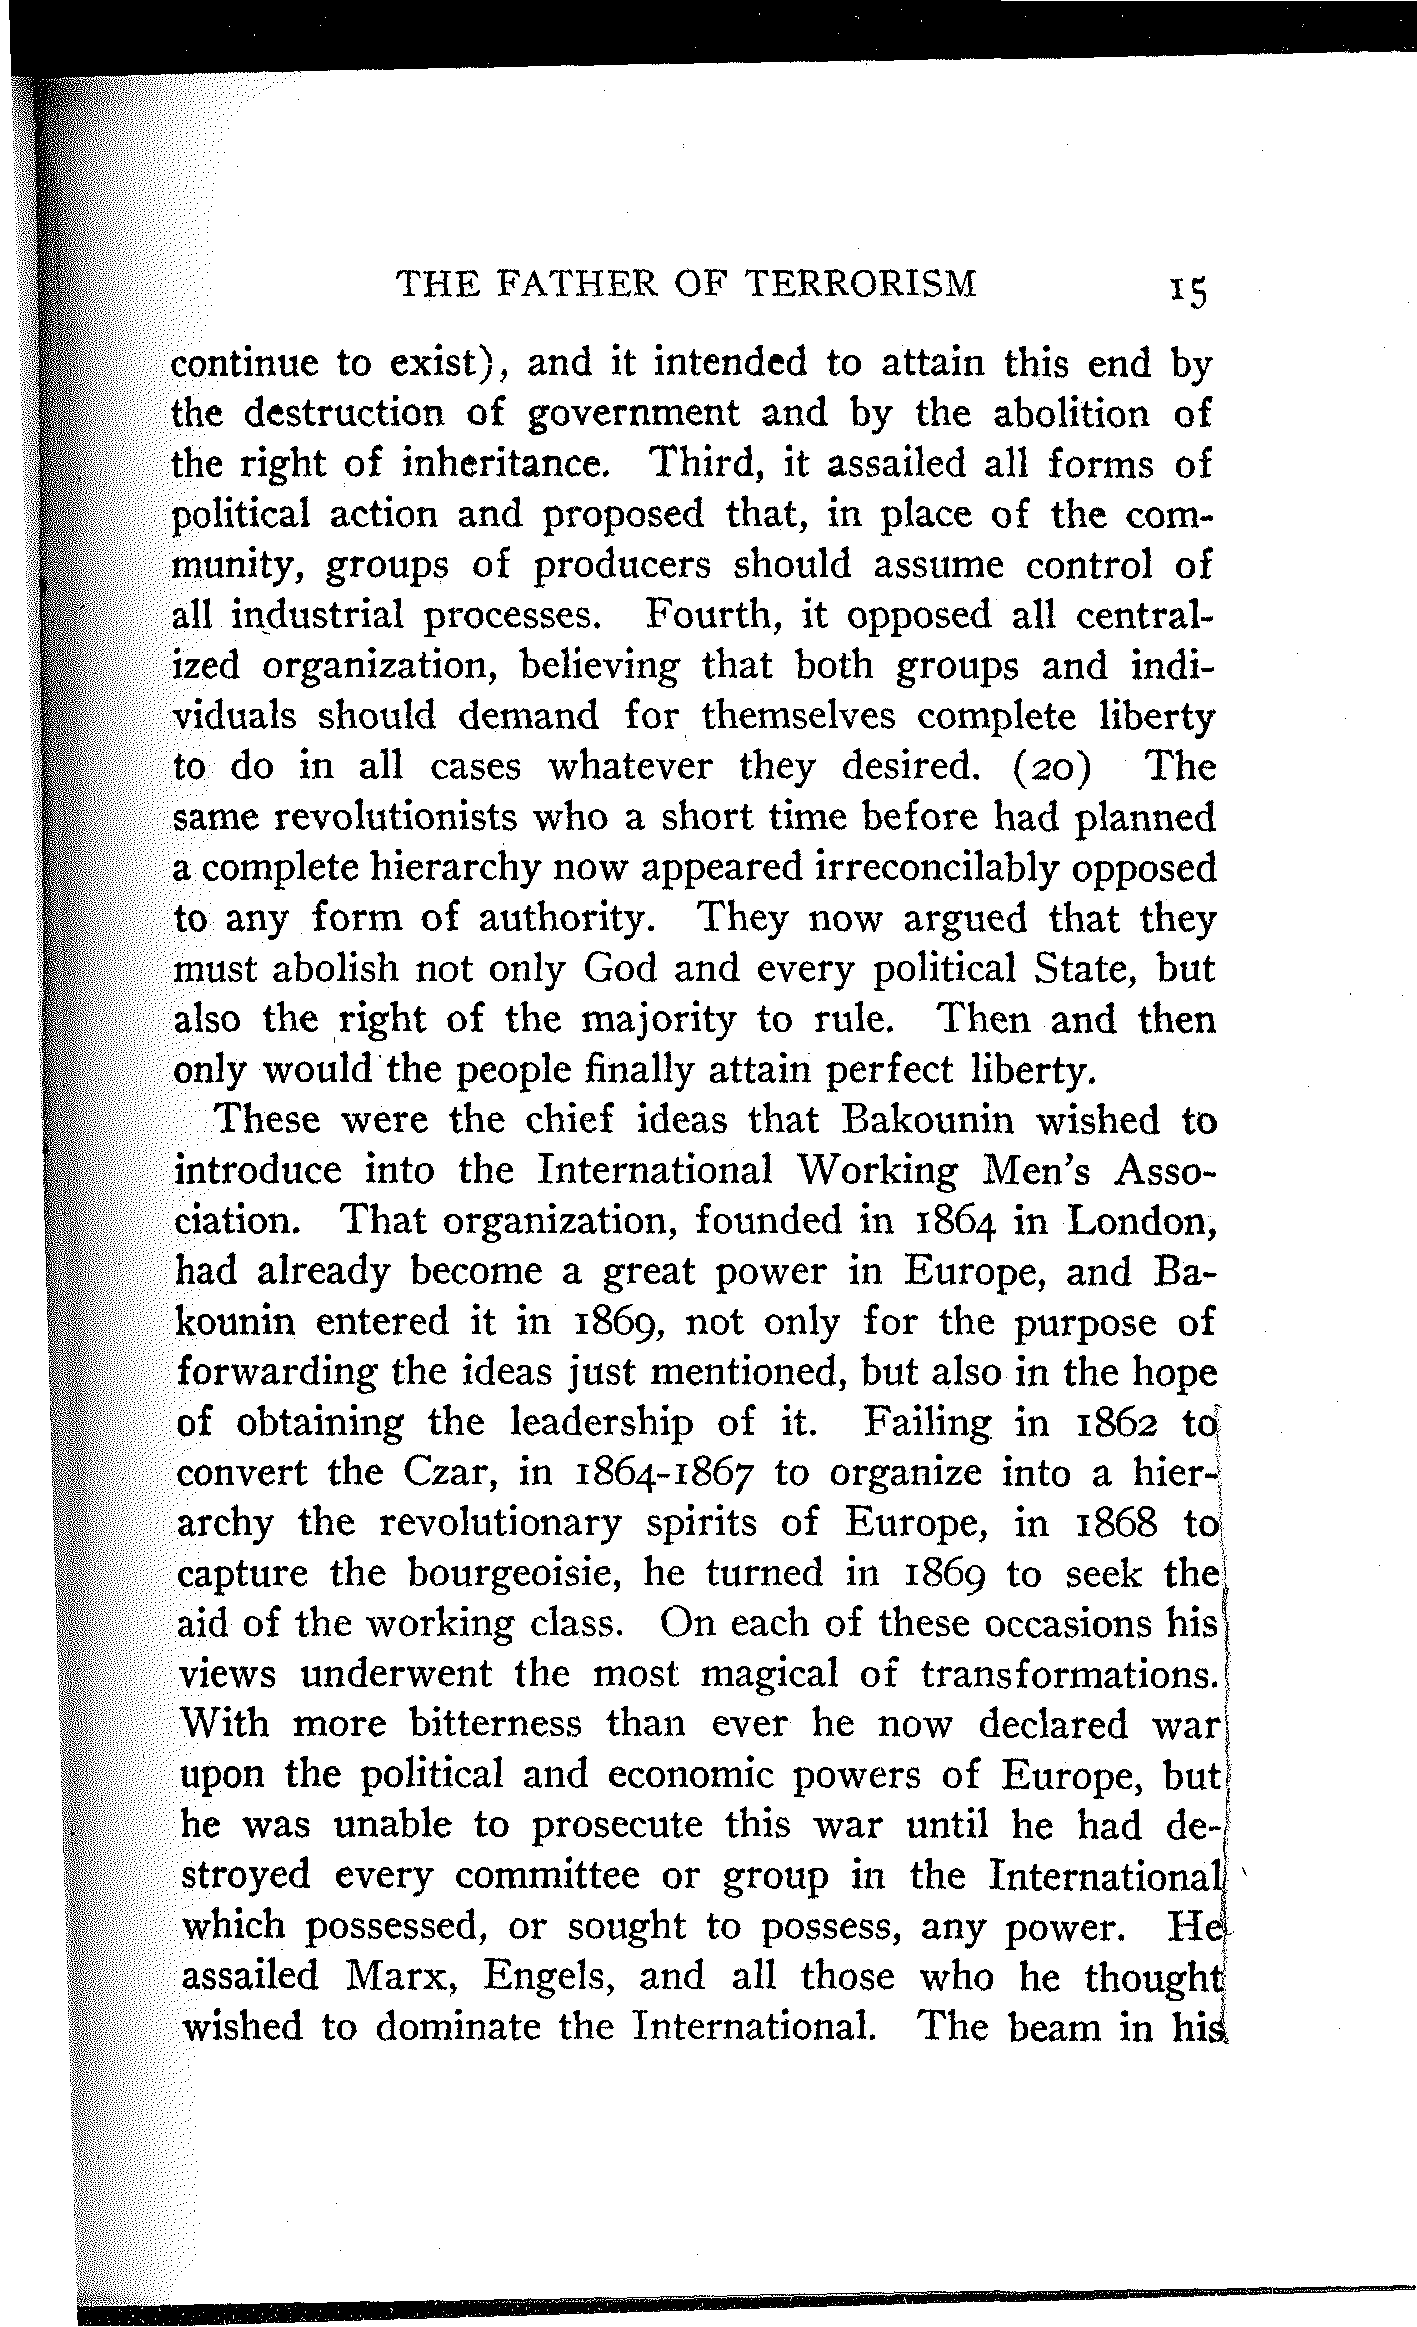 THE FATHER OF TERRORISM 15
continue to exist), and it intended to attain this end by
the destruction of government and by the abolition of
the right of inheritance. Third, it assailed all forms of
political action and proposed that, in place of the com-
munity, groups of producers should assume control of
all industrial processes. Fourth, it opposed all central-
ized organization, believing that both groups and indi-
viduals should demand for themselves complete liberty
to do in all cases whatever they desired. (20) The
same revolutionists who a short time before had planned
a complete hierarchy now appeared irreconcilably opposed
to any form of authority. They now argued that they
must abolish not only God and every political State, but
also the right of the majority to rule. Then and then
only would the people finally attain perfect liberty.
These were the chief ideas that Bakounin wished to
introduce into the International Working Men's Asso-
ciation. That organization, founded in 1864 in London,
had already become a great power in Europe, and Ba-
kounin entered it in 1869, not only for the purpose of
forwarding the ideas just mentioned, but also in the hope
of obtaining the leadership of it. Failing in 1862 to
convert the Czar, in 1864-1867 to organize into a hier-
archy the revolutionary spirits of Europe, in 1868 to
capture the bourgeoisie, he turned in 1869 to seek the
aid of the working class. On each of these occasions his
views underwent the most magical of transformations.
With more bitterness than ever he now declared war
upon the political and economic powers of Europe, but
he was unable to prosecute this war until he had de-
stroyed every committee or group in the International
which possessed, or sought to possess, any power. He
assailed Marx, Engels, and all those who he thought
wished to dominate the International. The beam in his